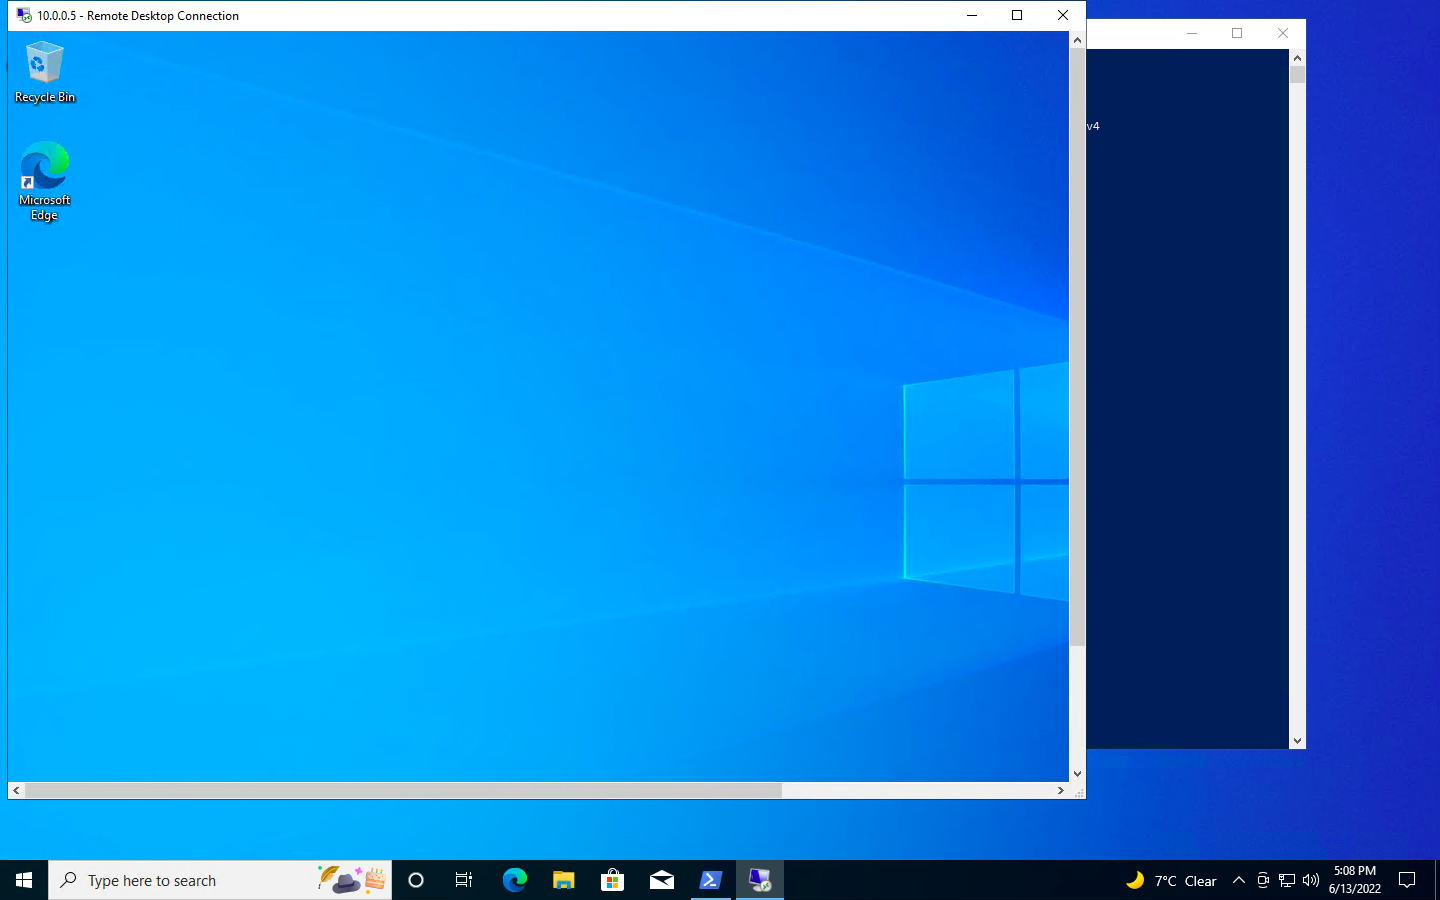 10.0.0.5 - Remote Desktop Connection
Recycle Bin
Microsoft
Edge
v4
Type here to search
7°C Clear
5:08 PM
6/13/2022